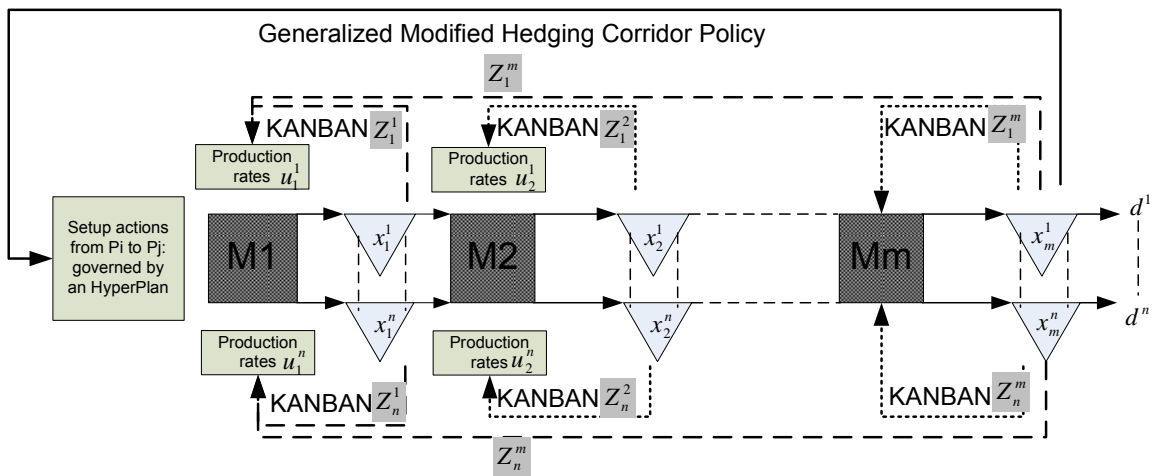 Generalized Modified Hedging Corridor Policy
Z_1^m
KANBAN Z_1^1
KANBAN Z_1^2
KANBAN Z_1^m
Production
rates u_1^1
Production
rates u_2^1
Setup actions
from Pi to Pj:
governed by
an HyperPlan
M1
x_1^1
M2
x_2^1
Mm
x_m^1
d^1
x_1^n
x_2^n
x_m^n
d^n
Production
rates u_1^n
Production
rates u_2^n
KANBAN Z_n^1
KANBAN Z_n^2
KANBAN Z_n^m
Z_n^m